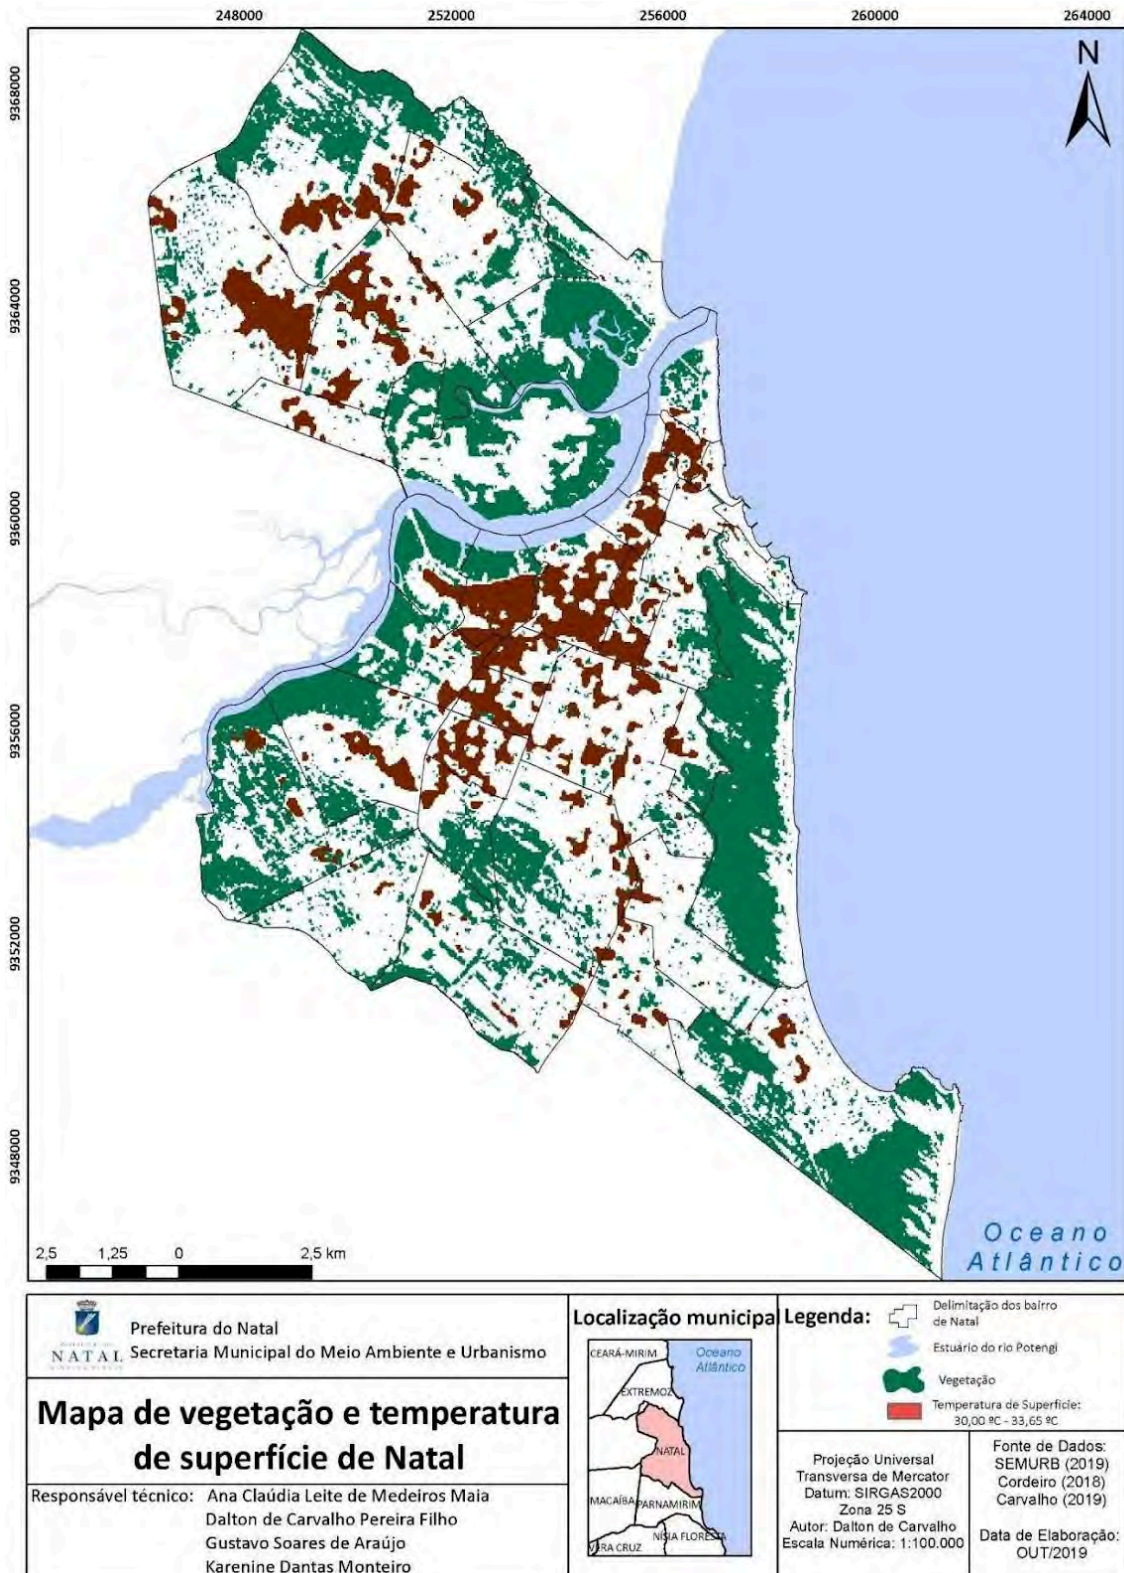 248000 252000 256000 260000 264000
9368000
9364000
9360000
9356000
9352000
9348000
N
2,5 1,25 0 2,5 km
Oceano
Atlântico
Prefeitura do Natal
Secretaria Municipal do Meio Ambiente e Urbanismo
NATAL
Mapa de vegetação e temperatura
de superfície de Natal
Responsável técnico: Ana Claúdia Leite de Medeiros Maia
Dalton de Carvalho Pereira Filho
Gustavo Soares de Araújo
Karenine Dantas Monteiro
Localização municipal
CEARÁ-MIRIM
Oceano
Atlântico
EXTREMOZ
NATAL
MACAÍBA
PARNAMIRIM
NÍSIA FLORESTA
VERA CRUZ
Legenda:
Delimitação dos bairro
de Natal
Estuário do rio Potengi
Vegetação
Temperatura de Superfície:
30,00 ºC - 33,65 ºC
Projeção Universal
Transversa de Mercator
Datum: SIRGAS2000
Zona 25 S
Autor: Dalton de Carvalho
Escala Numérica: 1:100.000
Fonte de Dados:
SEMURB (2019)
Cordeiro (2018)
Carvalho (2019)
Data de Elaboração:
OUT/2019